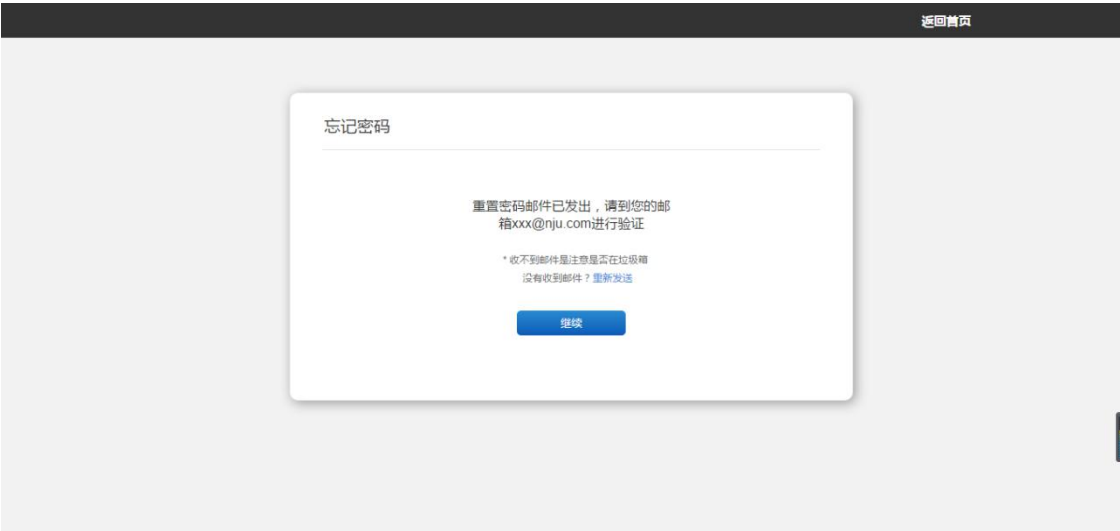 返回首页
忘记密码
重置密码邮件已发出，请到您的邮
箱xxx@nju.com进行验证
* 收不到邮件是注意是否在垃圾箱
没有收到邮件？重新发送
继续